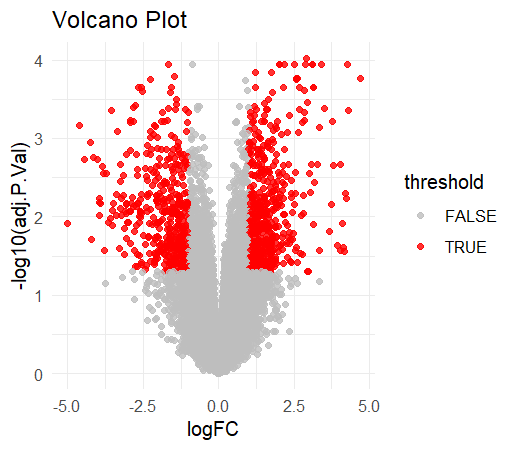 Volcano Plot
4
3
2
1
0
-log10(adj.P.Val)
-5.0 -2.5 0.0 2.5 5.0
logFC
threshold
FALSE
TRUE